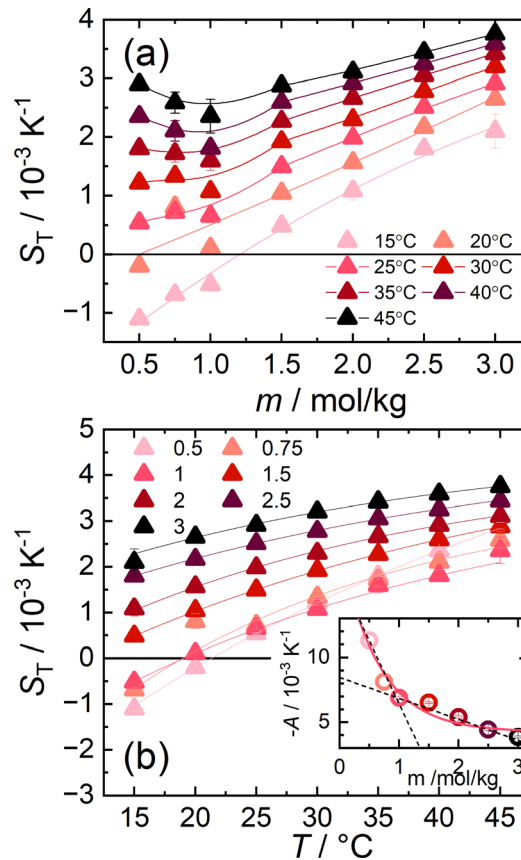 (a)
S_T / 10⁻³ K⁻¹
4
3
2
1
0
-1
15°C 20°C
25°C 30°C
35°C 40°C
45°C
0.5 1.0 1.5 2.0 2.5 3.0
m / mol/kg
(b)
S_T / 10⁻³ K⁻¹
5
4
3
2
1
0
-1
-2
-3
0.5 0.75
1 1.5
2 2.5
3
-A / 10⁻³ K⁻¹
10
5
0 1 2 3
m /mol/kg
15 20 25 30 35 40 45
T / °C